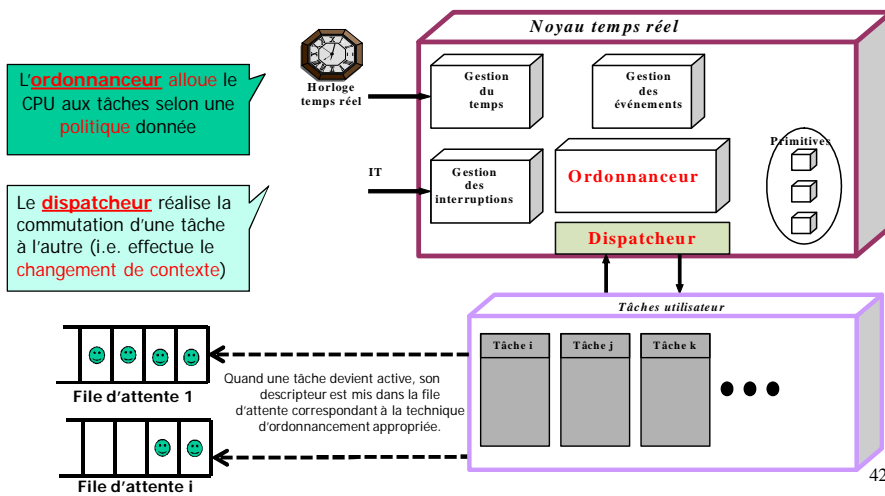 Noyau temps réel
L'ordonnanceur alloue le
CPU aux tâches selon une
politique donnée
Horloge
temps réel
Gestion
du
temps
Gestion
des
événements
Primitives
IT
Gestion
des
interruptions
Ordonnanceur
Dispatcheur
Le dispatcheur réalise la
commutation d'une tâche
à l'autre (i.e. effectue le
changement de contexte)
Tâches utilisateur
Tâche i
Tâche j
Tâche k
File d'attente 1
Quand une tâche devient active, son
descripteur est mis dans la file
d'attente correspondant à la technique
d'ordonnancement appropriée.
File d'attente i
42